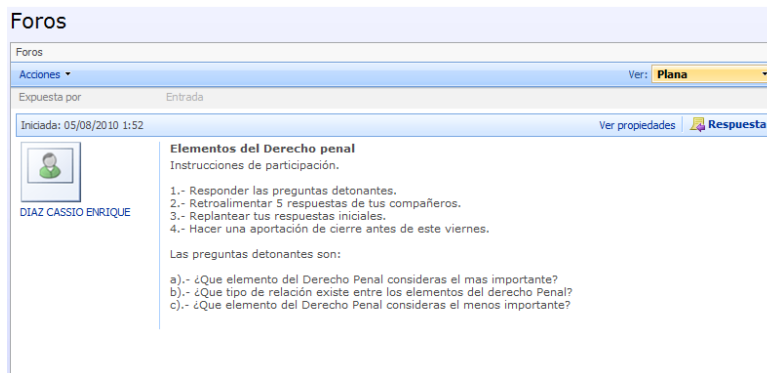 Foros
Foros
Acciones Ver: Plana
Expuesta por Entrada
Iniciada: 05/08/2010 1:52 Ver propiedades Respuesta
DIAZ CASSIO ENRIQUE
Elementos del Derecho penal
Instrucciones de participación.
1.- Responder las preguntas detonantes.
2.- Retroalimentar 5 respuestas de tus compañeros.
3.- Replantear tus respuestas iniciales.
4.- Hacer una aportación de cierre antes de este viernes.
Las preguntas detonantes son:
a).- ¿Que elemento del Derecho Penal consideras el mas importante?
b).- ¿Que tipo de relación existe entre los elementos del derecho Penal?
c).- ¿Que elemento del Derecho Penal consideras el menos importante?